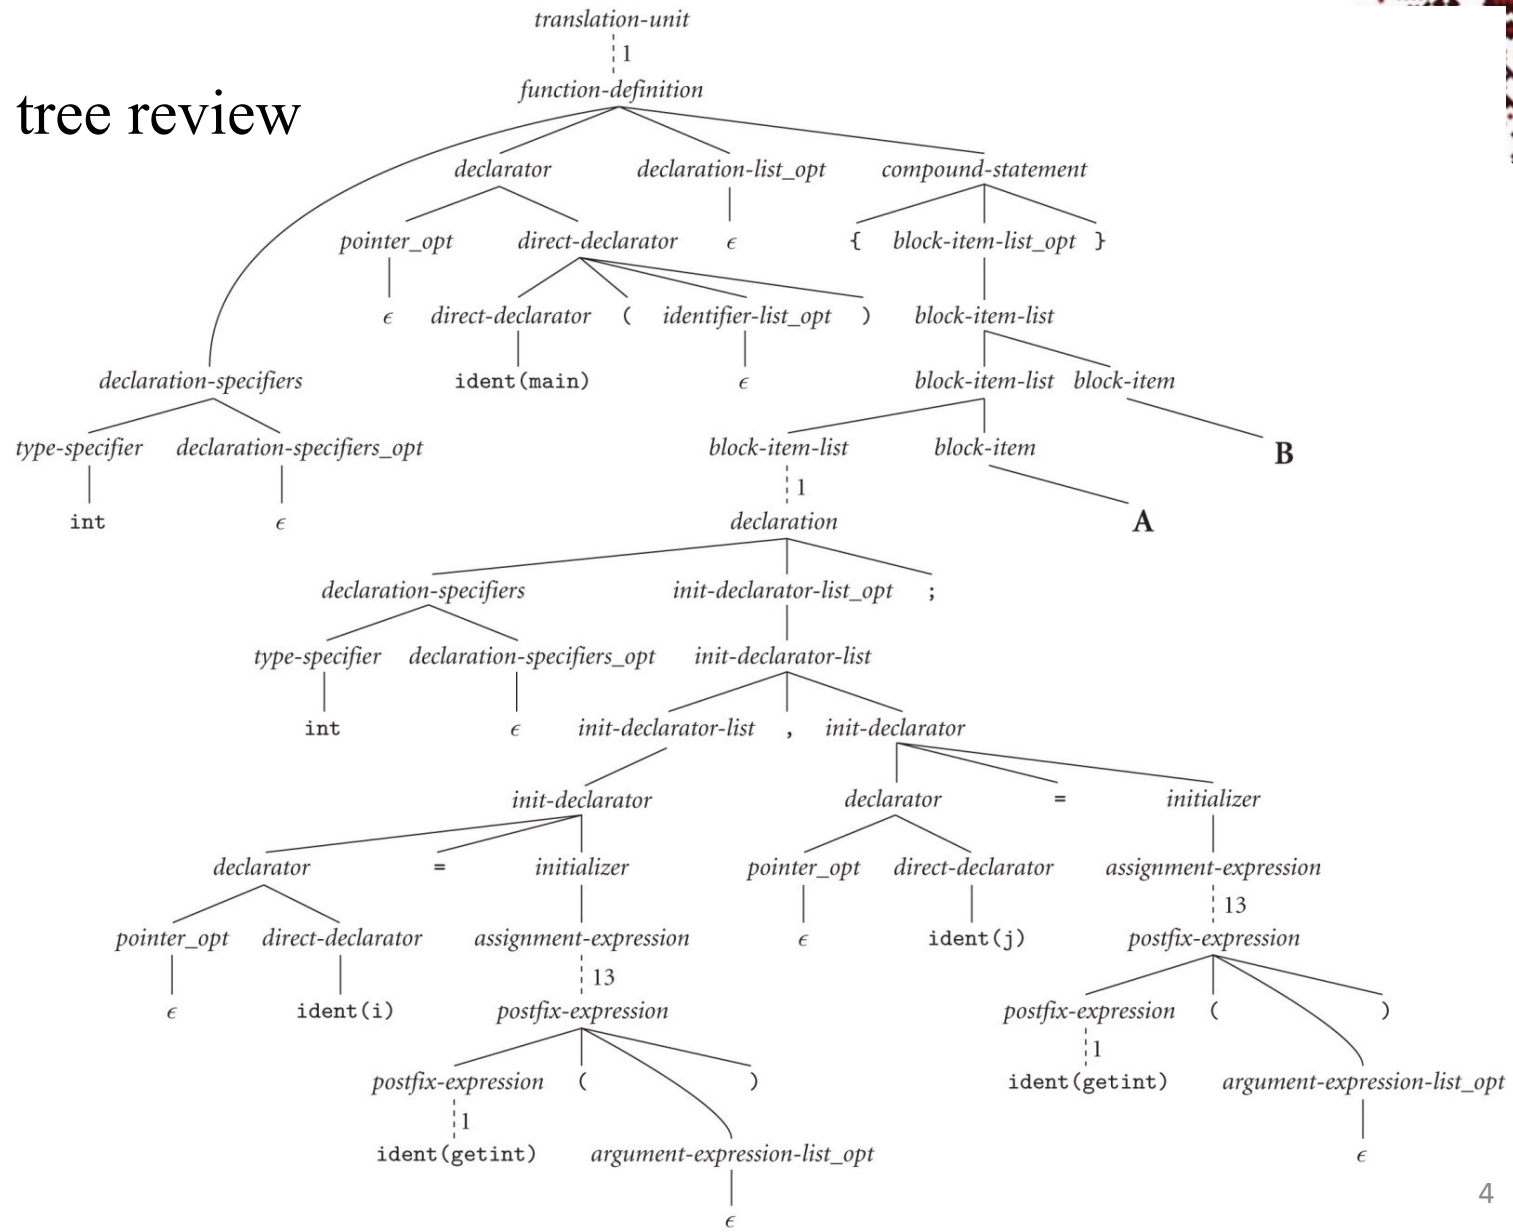 translation-unit
1
function-definition
tree review
declarator declaration-list_opt compound-statement
pointer_opt direct-declarator ϵ { block-item-list_opt }
ϵ direct-declarator ( identifier-list_opt ) block-item-list
declaration-specifiers ident(main) ϵ block-item-list block-item
type-specifier declaration-specifiers_opt block-item-list block-item B
1
int ϵ declaration A
declaration-specifiers init-declarator-list_opt ;
type-specifier declaration-specifiers_opt init-declarator-list
int ϵ init-declarator-list , init-declarator
init-declarator declarator = initializer
declarator = initializer pointer_opt direct-declarator assignment-expression
13
pointer_opt direct-declarator assignment-expression ϵ ident(j) postfix-expression
13
ϵ ident(i) postfix-expression postfix-expression ( )
1
postfix-expression ( ) ident(getint) argument-expression-list_opt
1
ident(getint) argument-expression-list_opt ϵ
4
ϵ